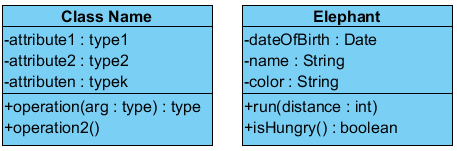 Class Name
-attribute1 : type1
-attribute2 : type2
-attributen : typek
+operation(arg : type) : type
+operation2()
Elephant
-dateOfBirth : Date
-name : String
-color : String
+run(distance : int)
+isHungry() : boolean